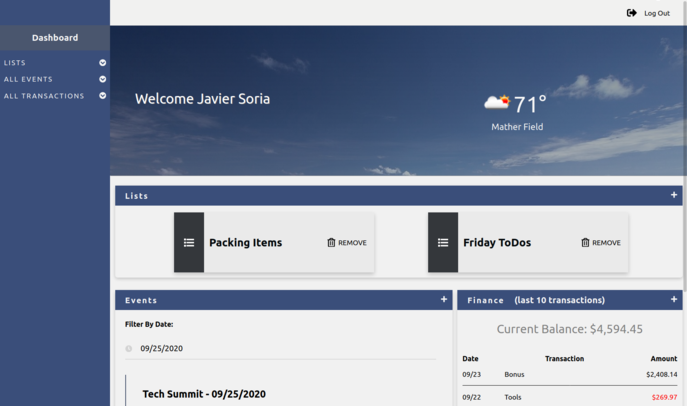 Log Out
Dashboard
LISTS
ALL EVENTS
ALL TRANSACTIONS
Welcome Javier Soria
71°
Mather Field
Lists +
Packing Items REMOVE
Friday ToDos REMOVE
Events +
Filter By Date:
09/25/2020
Tech Summit - 09/25/2020
Finance (last 10 transactions) +
Current Balance: $4,594.45
Date Transaction Amount
09/23 Bonus $2,408.14
09/22 Tools $269.97